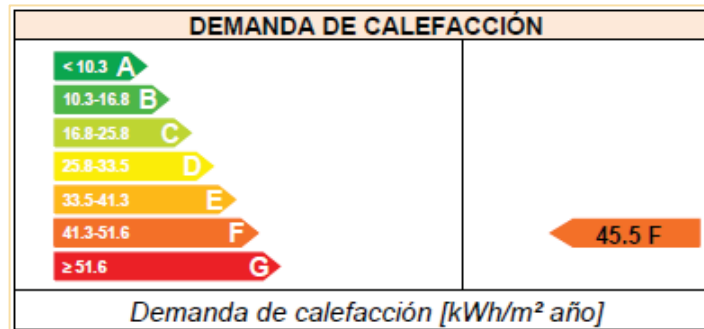 DEMANDA DE CALEFACCIÓN
< 10.3 A
10.3-16.8 B
16.8-25.8 C
25.8-33.5 D
33.5-41.3 E
41.3-51.6 F
45.5 F
≥ 51.6 G
Demanda de calefacción [kWh/m² año]